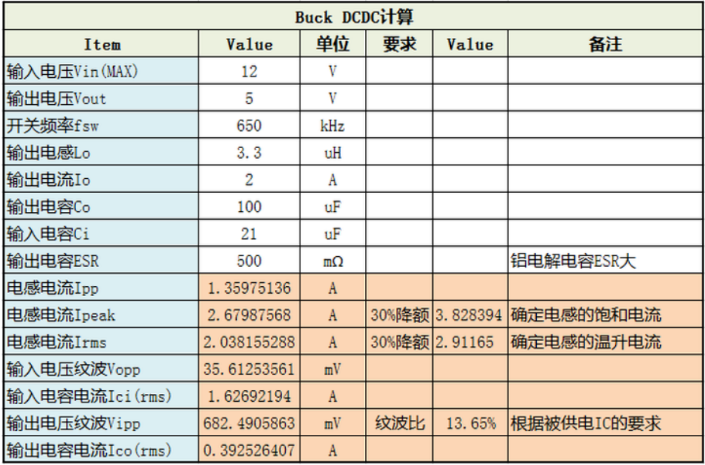 Buck DCDC计算
Item Value 单位 要求 Value 备注
输入电压Vin(MAX) 12 V
输出电压Vout 5 V
开关频率fsw 650 kHz
输出电感Lo 3.3 uH
输出电流Io 2 A
输出电容Co 100 uF
输入电容Ci 21 uF
输出电容ESR 500 mΩ 铝电解电容ESR大
电感电流Ipp 1.35975136 A
电感电流Ipeak 2.67987568 A 30%降额 3.828394 确定电感的饱和电流
电感电流Irms 2.038155288 A 30%降额 2.91165 确定电感的温升电流
输入电压纹波Vopp 35.61253561 mV
输入电容电流Ici(rms) 1.62692194 A
输出电压纹波Vipp 682.4905863 mV 纹波比 13.65% 根据被供电IC的要求
输出电容电流Ico(rms) 0.392526407 A